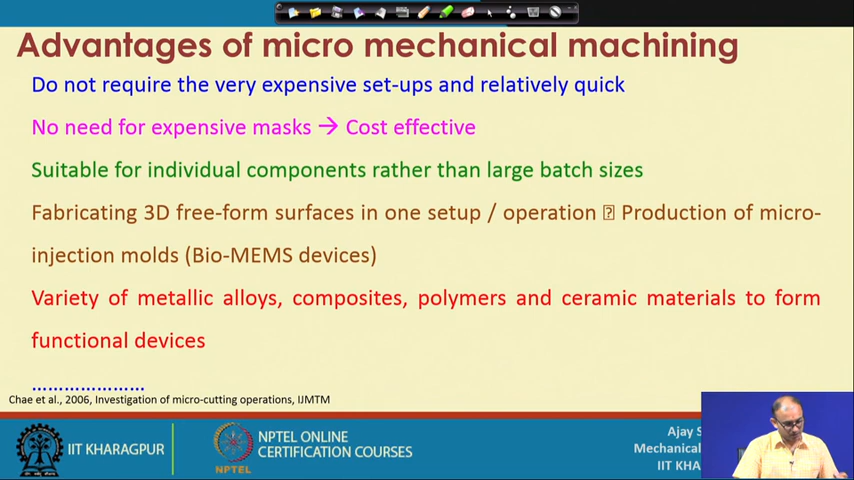 Advantages of micro mechanical machining
Do not require the very expensive set-ups and relatively quick
No need for expensive masks → Cost effective
Suitable for individual components rather than large batch sizes
Fabricating 3D free-form surfaces in one setup / operation ⍰ Production of micro-
injection molds (Bio-MEMS devices)
Variety of metallic alloys, composites, polymers and ceramic materials to form
functional devices
…………………
Chae et al., 2006, Investigation of micro-cutting operations, IJMTM
IIT KHARAGPUR
NPTEL
NPTEL ONLINE
CERTIFICATION COURSES
Ajay
Mechanical
IIT